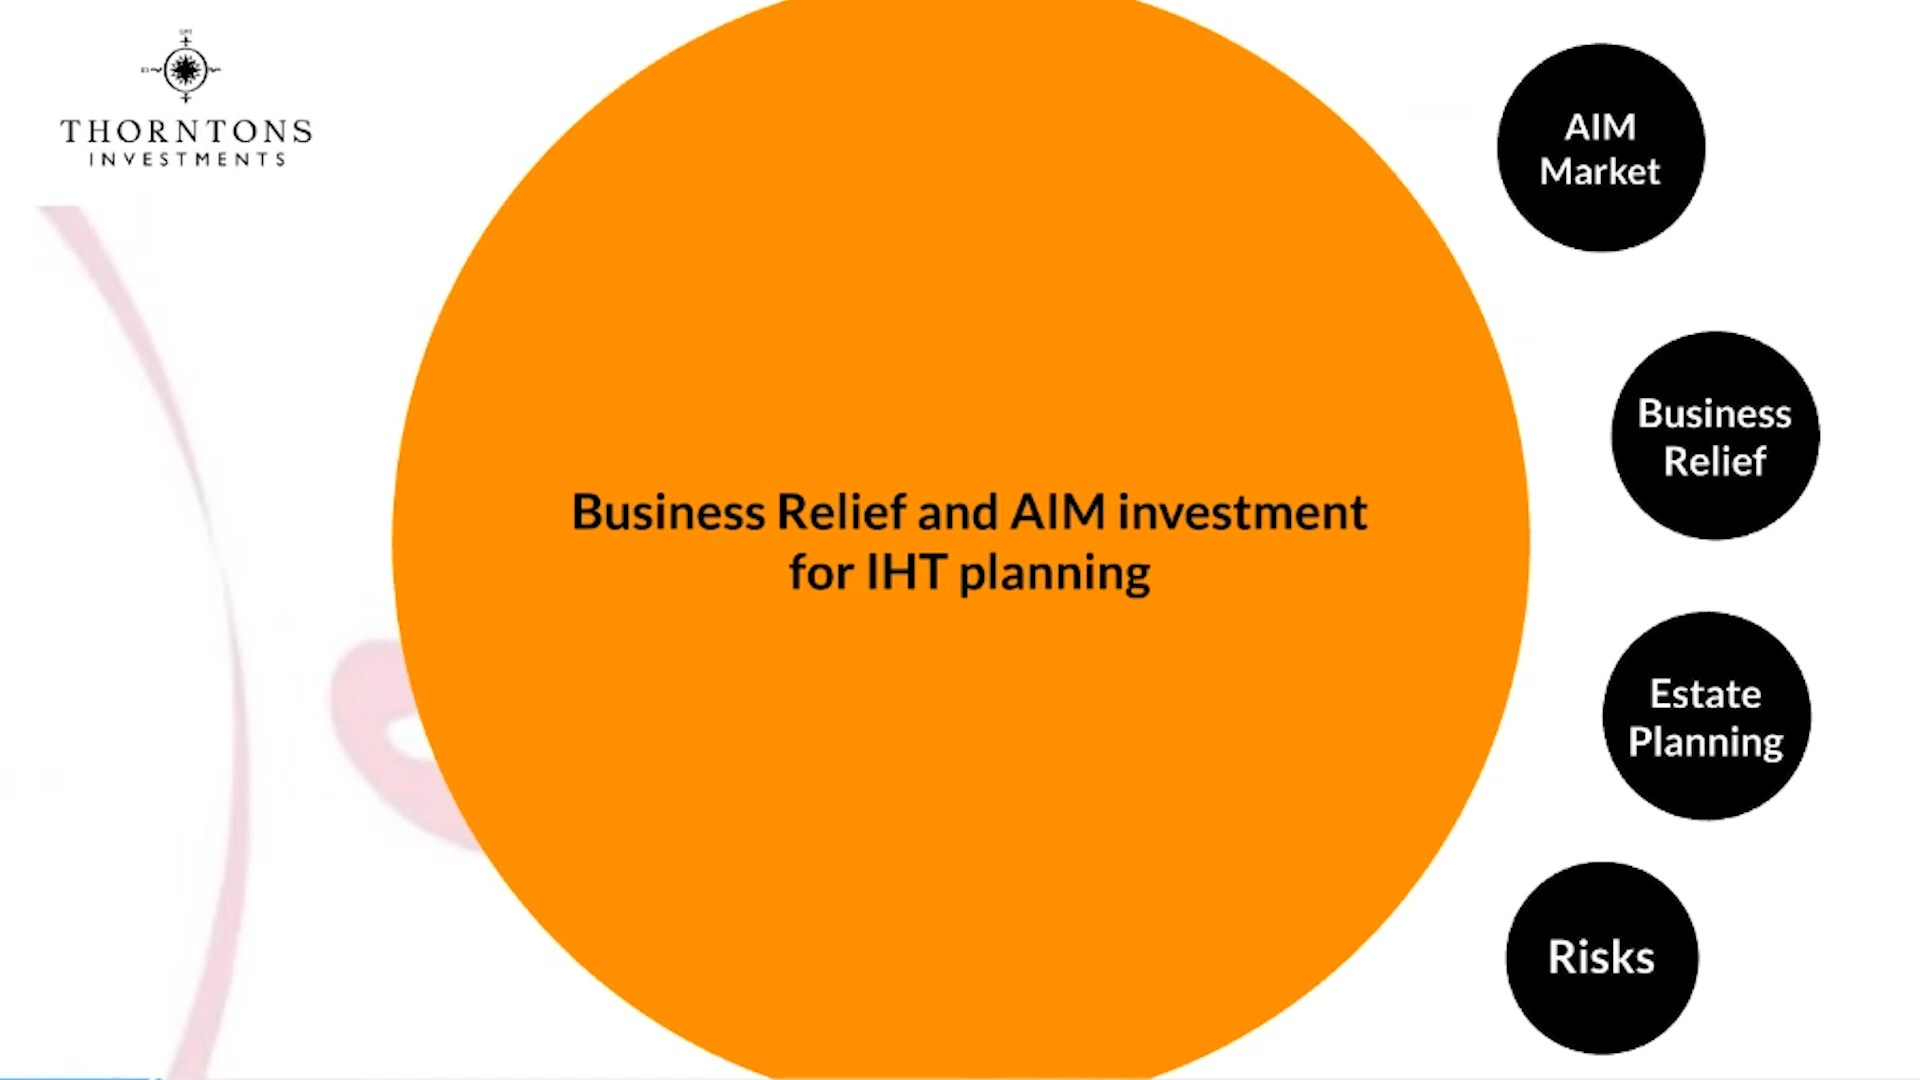 THORNTONS
INVESTMENTS
Business Relief and AIM investment
for IHT planning
AIM
Market
Business
Relief
Estate
Planning
Risks